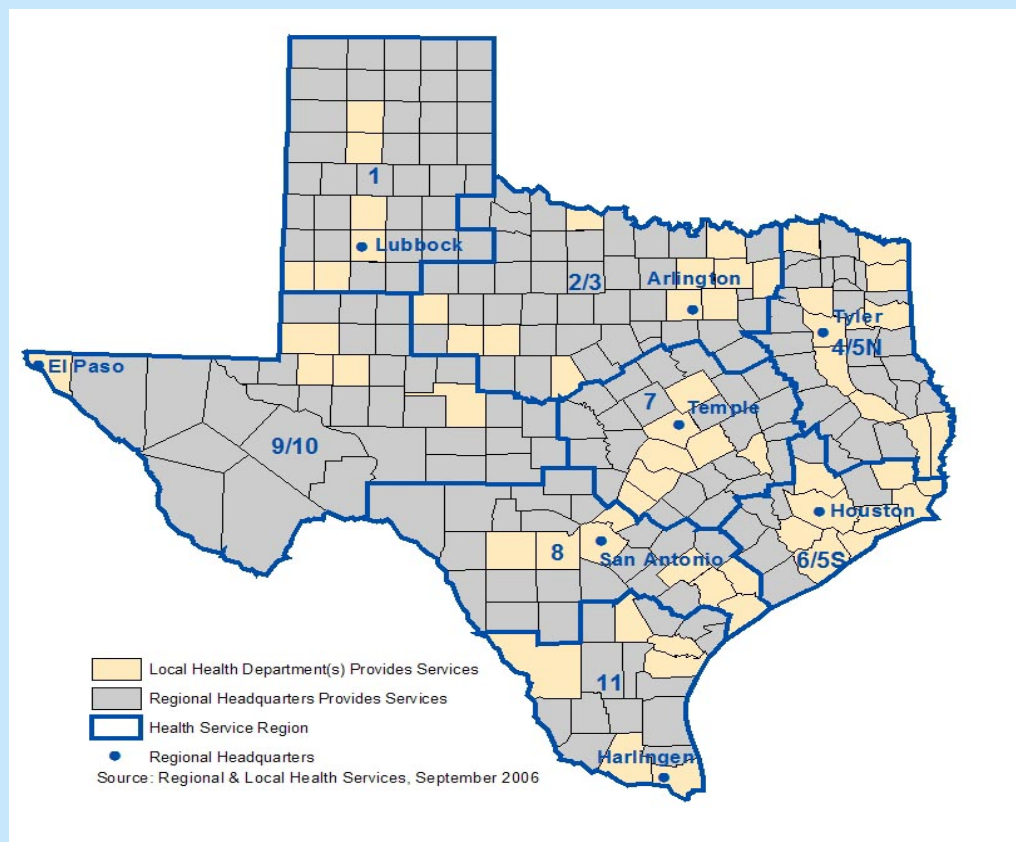 1
Lubbock
2/3
Arlington
Tyler
4/5N
El Paso
7
Temple
9/10
Houston
8
San Antonio
6/5S
Local Health Department(s) Provides Services
11
Regional Headquarters Provides Services
Health Service Region
Regional Headquarters
Harlingen
Source: Regional & Local Health Services, September 2006